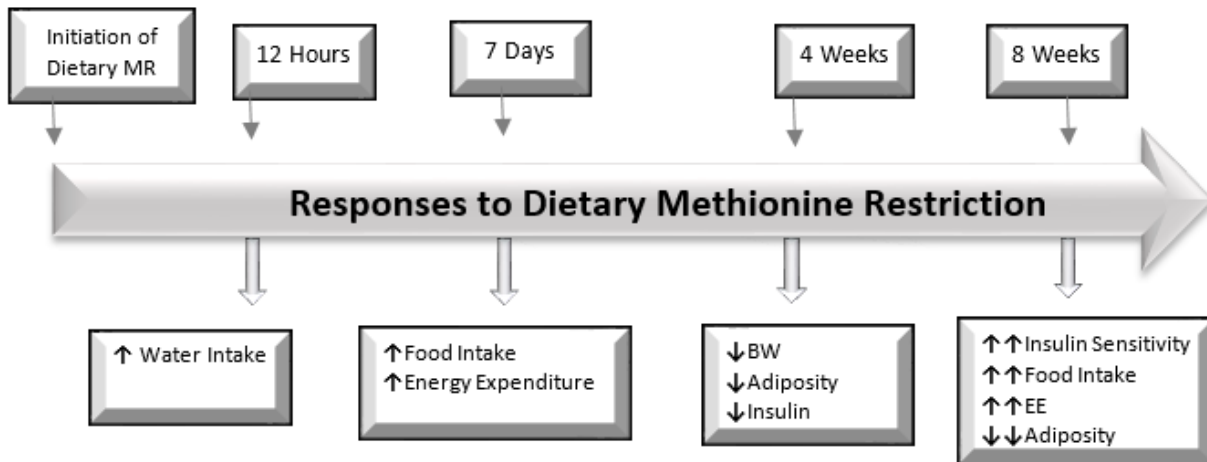 Initiation of
Dietary MR
12 Hours
7 Days
4 Weeks
8 Weeks
Responses to Dietary Methionine Restriction
↑ Water Intake
↑Food Intake
↑Energy Expenditure
↓BW
↓Adiposity
↓Insulin
↑↑Insulin Sensitivity
↑↑Food Intake
↑↑EE
↓↓Adiposity